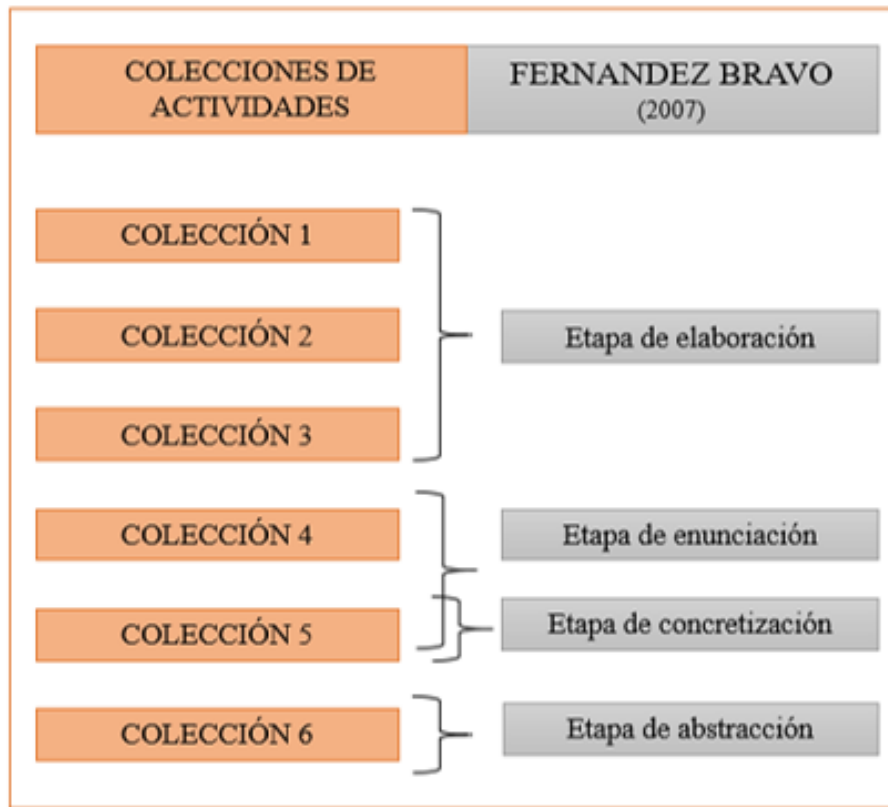 COLECCIONES DE
ACTIVIDADES
FERNANDEZ BRAVO
(2007)
COLECCIÓN 1
COLECCIÓN 2
Etapa de elaboración
COLECCIÓN 3
COLECCIÓN 4
Etapa de enunciación
COLECCIÓN 5
Etapa de concretización
COLECCIÓN 6
Etapa de abstracción